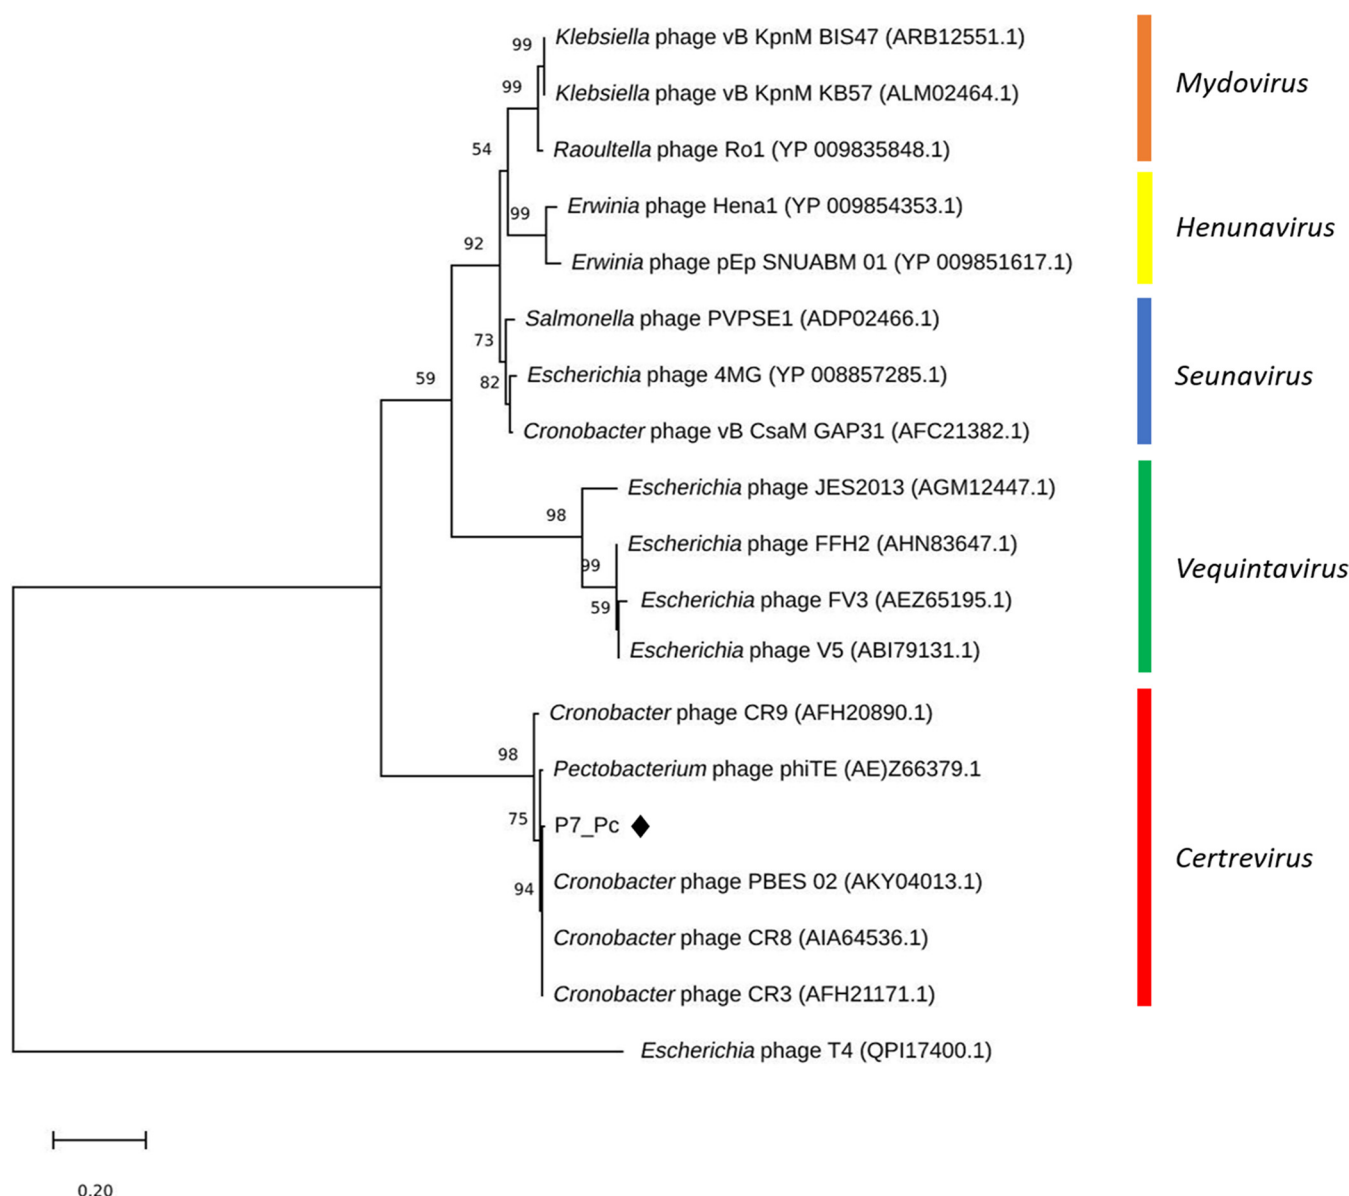 99
Klebsiella phage vB KpnM BIS47 (ARB12551.1)
99
Klebsiella phage vB KpnM KB57 (ALM02464.1)
Mydovirus
54
Raoultella phage Ro1 (YP 009835848.1)
99
Erwinia phage Hena1 (YP 009854353.1)
Henunavirus
92
Erwinia phage pEp SNUABM 01 (YP 009851617.1)
Salmonella phage PVPSE1 (ADP02466.1)
73
82
Escherichia phage 4MG (YP 008857285.1)
Seunavirus
59
Cronobacter phage vB CsaM GAP31 (AFC21382.1)
Escherichia phage JES2013 (AGM12447.1)
98
Escherichia phage FFH2 (AHN83647.1)
99
Vequintavirus
59
Escherichia phage FV3 (AEZ65195.1)
Escherichia phage V5 (ABI79131.1)
Cronobacter phage CR9 (AFH20890.1)
98
Pectobacterium phage phiTE (AE)Z66379.1
75
P7_Pc
Certrevirus
94
Cronobacter phage PBES 02 (AKY04013.1)
Cronobacter phage CR8 (AIA64536.1)
Cronobacter phage CR3 (AFH21171.1)
Escherichia phage T4 (QPI17400.1)
0.20